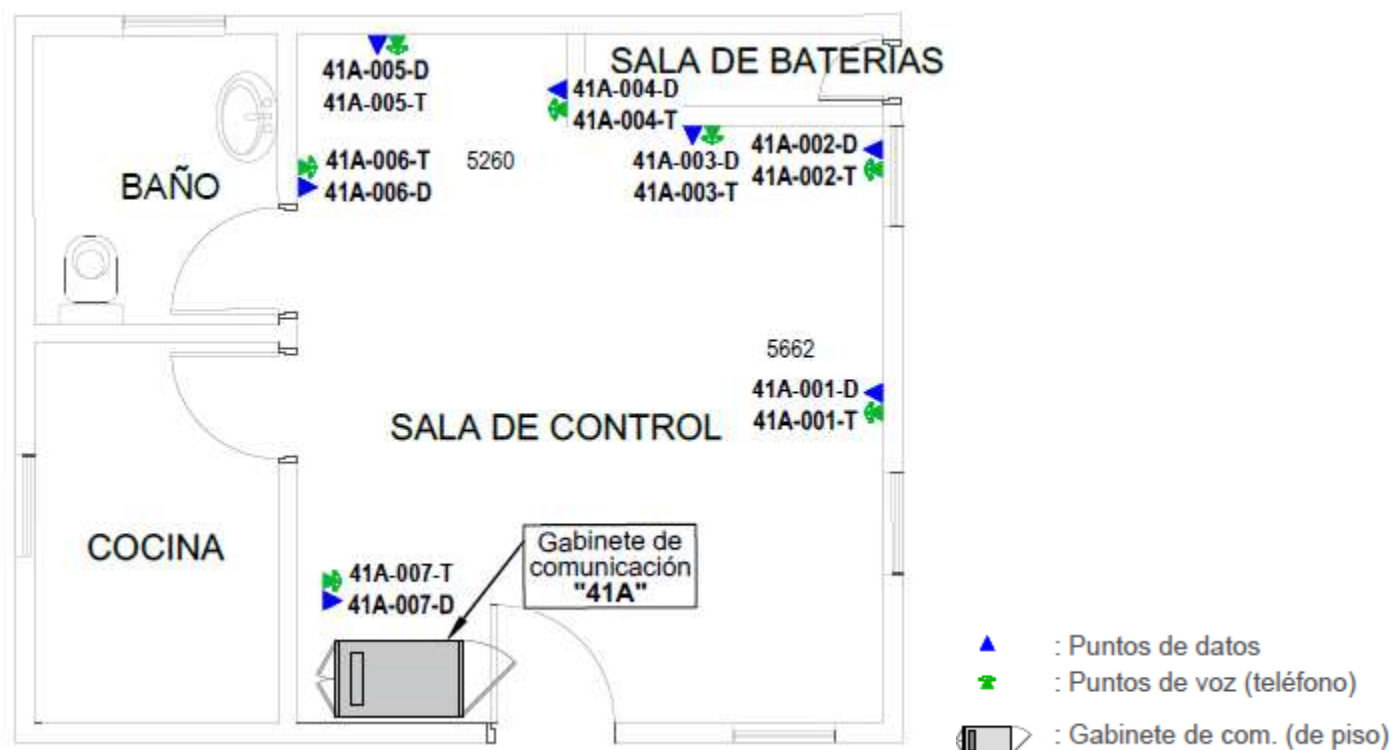 SALA DE BATERIAS
41A-005-D
41A-005-T
41A-004-D
41A-004-T
41A-003-D
41A-003-T
41A-002-D
41A-002-T
41A-006-T
41A-006-D
5260
BAÑO
5662
41A-001-D
41A-001-T
SALA DE CONTROL
COCINA
Gabinete de
comunicación
"41A"
41A-007-T
41A-007-D
: Puntos de datos
: Puntos de voz (teléfono)
: Gabinete de com. (de piso)